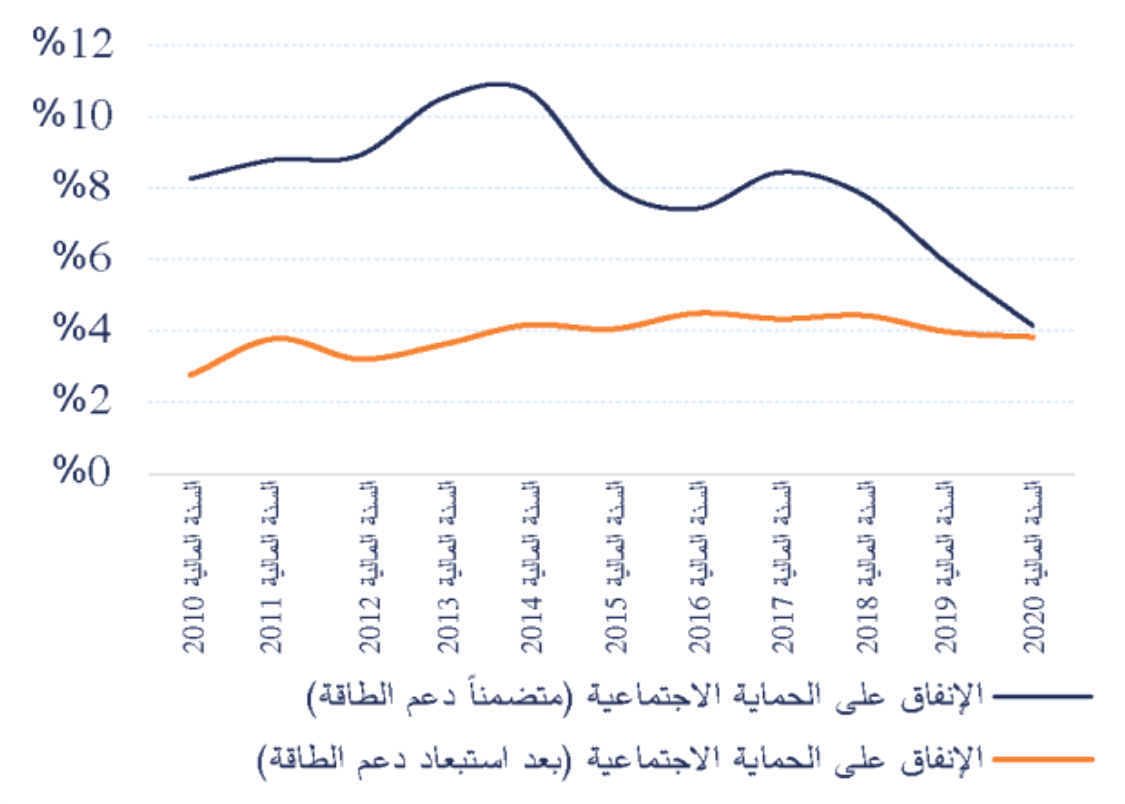 %12
%10
%8
%6
%4
%2
%0
السنة المالية 2010
السنة المالية 2011
السنة المالية 2012
السنة المالية 2013
السنة المالية 2014
السنة المالية 2015
السنة المالية 2016
السنة المالية 2017
السنة المالية 2018
السنة المالية 2019
السنة المالية 2020
الإنفاق على الحماية الاجتماعية (متضمناً دعم الطاقة)
الإنفاق على الحماية الاجتماعية (بعد استبعاد دعم الطاقة)